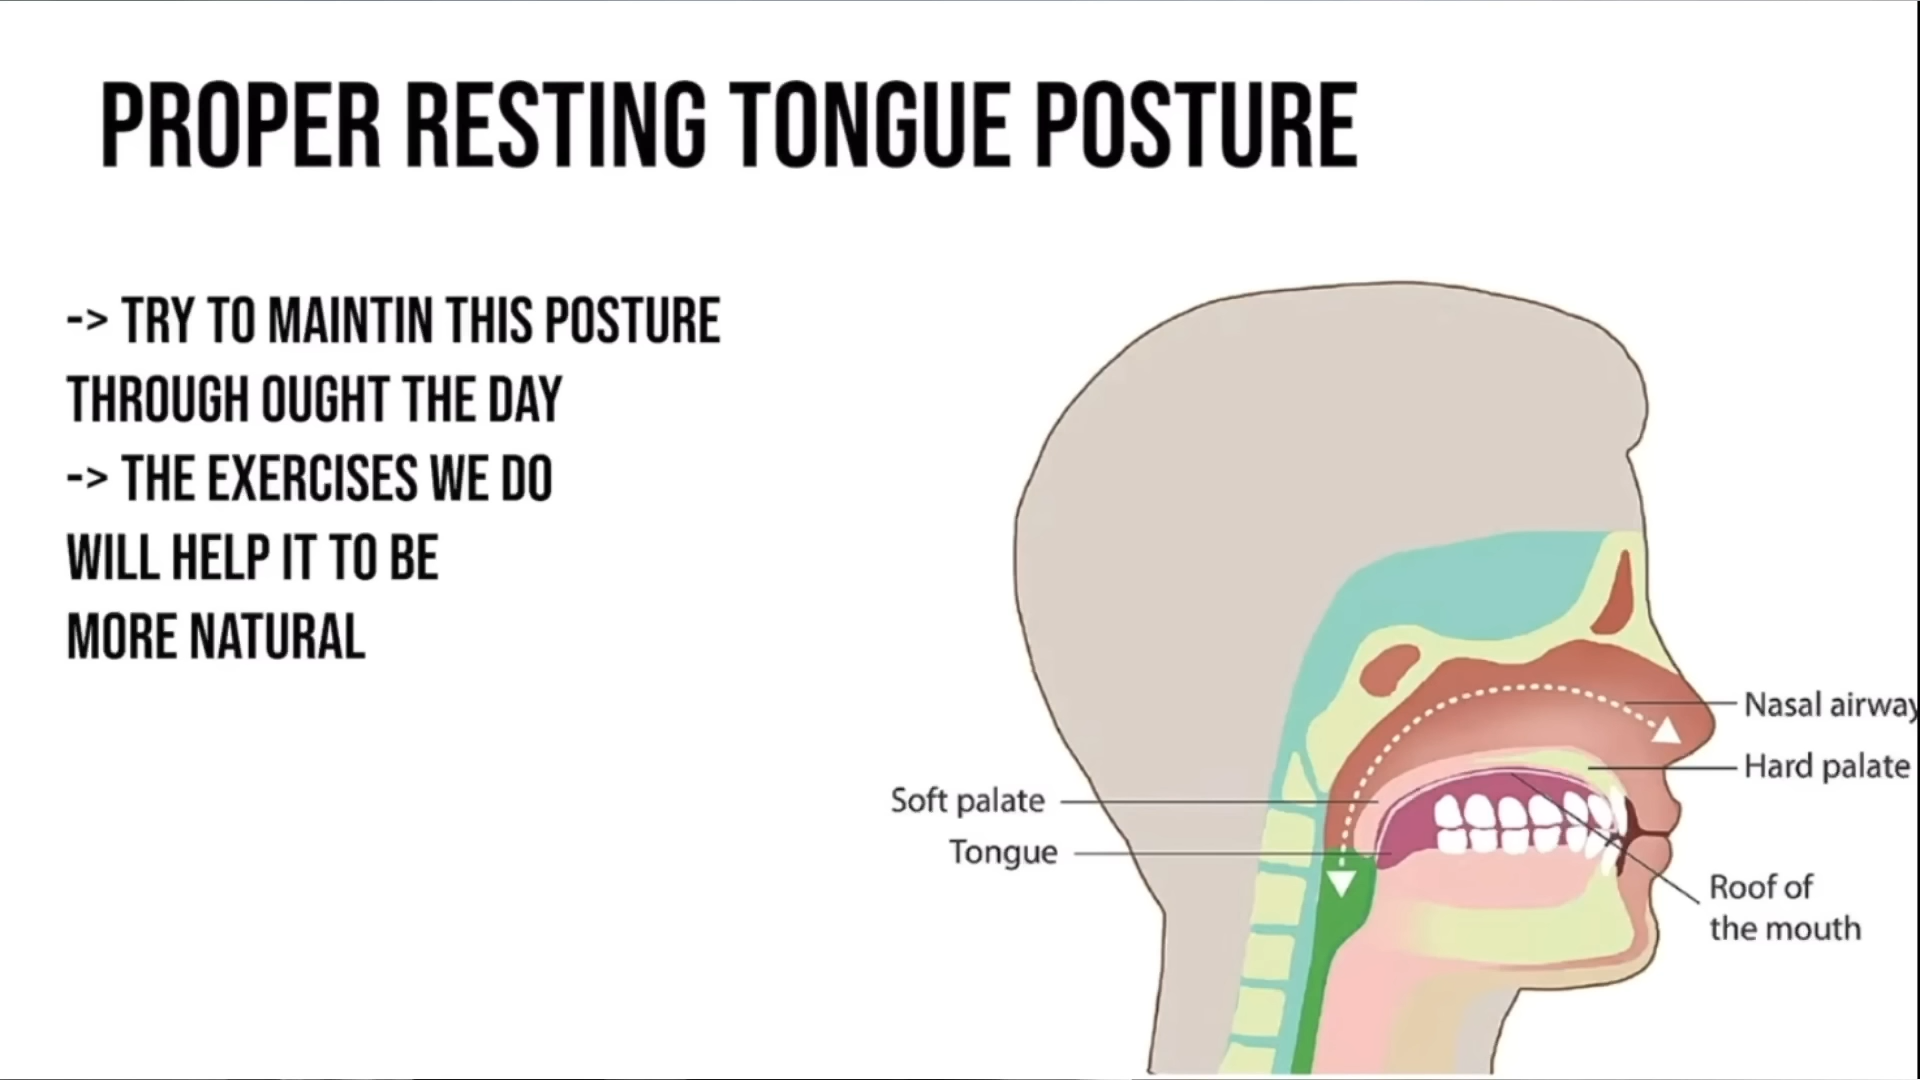 PROPER RESTING TONGUE POSTURE
-> TRY TO MAINTIN THIS POSTURE
THROUGH OUGHT THE DAY
-> THE EXERCISES WE DO
WILL HELP IT TO BE
MORE NATURAL
Nasal airway
Hard palate
Soft palate
Tongue
Roof of
the mouth